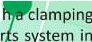 h a clamping
rts system in